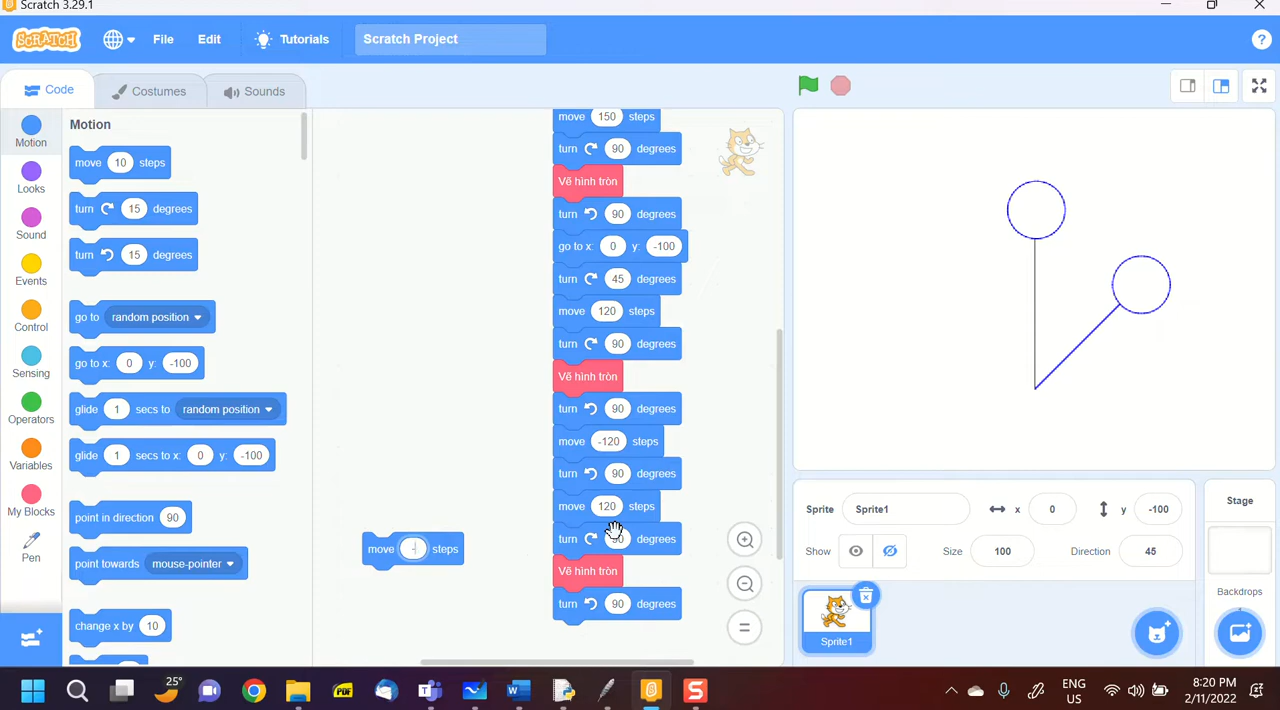 Scratch 3.29.1
SCRATCH File Edit Tutorials Scratch Project ?
Code Costumes Sounds
Motion
Looks
Sound
Events
Control
Sensing
Operators
Variables
My Blocks
Pen
Motion
move 10 steps
turn 15 degrees
turn 15 degrees
go to random position
go to x: 0 y: -100
glide 1 secs to random position
glide 1 secs to x: 0 y: -100
point in direction 90
point towards mouse-pointer
change x by 10
move - steps
move 150 steps
turn 90 degrees
Vẽ hình tròn
turn 90 degrees
go to x: 0 y: -100
turn 45 degrees
move 120 steps
turn 90 degrees
Vẽ hình tròn
turn 90 degrees
move -120 steps
turn 90 degrees
move 120 steps
turn 90 degrees
Vẽ hình tròn
turn 90 degrees
Sprite Sprite1 x 0 y -100
Show Size 100 Direction 45
Sprite1
Stage
Backdrops
25°
PDF
ENG
US
8:20 PM
2/11/2022